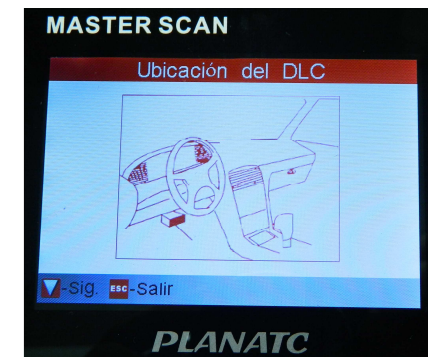 MASTER SCAN
Ubicación del DLC
-Sig. ESC -Salir
PLANATC